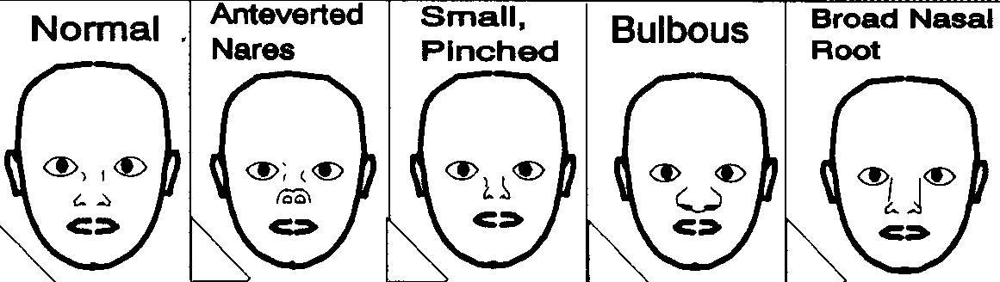 Normal
Anteverted
Nares
Small,
Pinched
Bulbous
Broad Nasal
Root